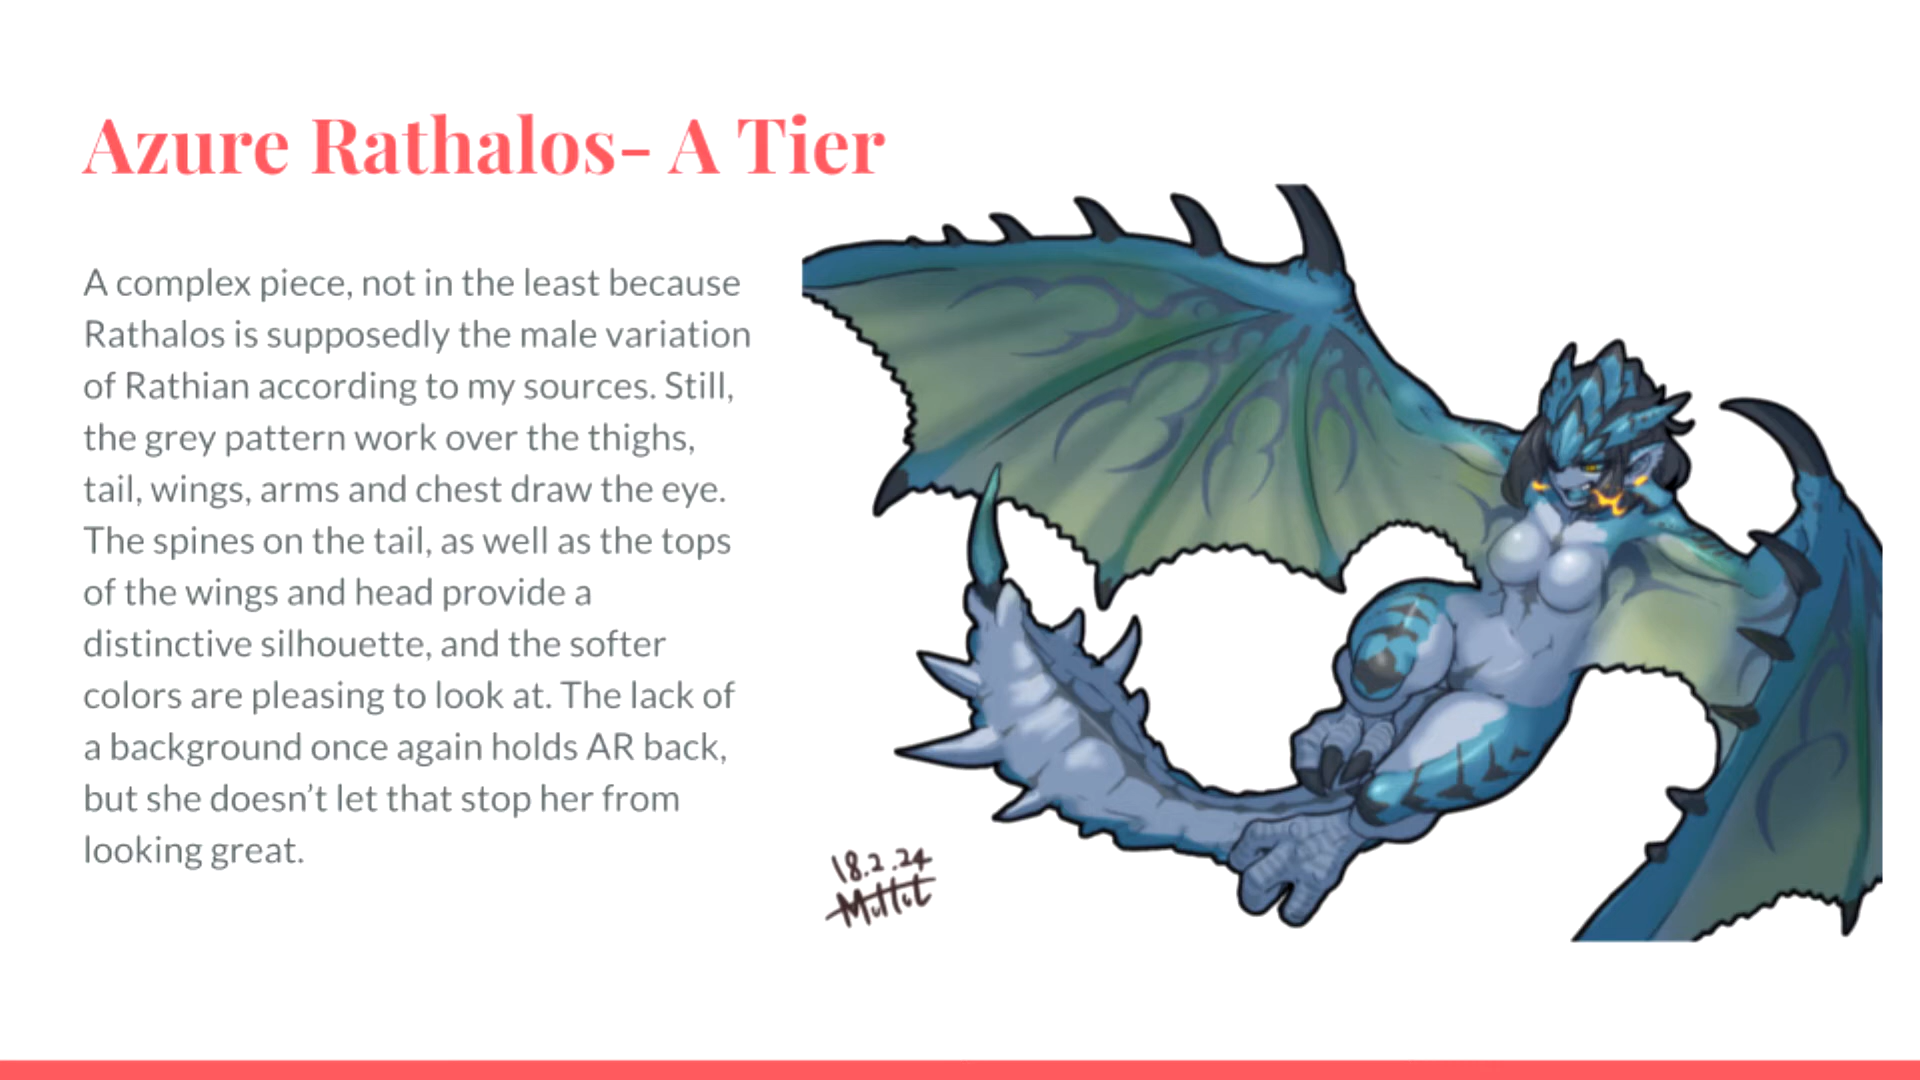 Azure Rathalos- A Tier
A complex piece, not in the least because
Rathalos is supposedly the male variation
of Rathian according to my sources. Still,
the grey pattern work over the thighs,
tail, wings, arms and chest draw the eye.
The spines on the tail, as well as the tops
of the wings and head provide a
distinctive silhouette, and the softer
colors are pleasing to look at. The lack of
a background once again holds AR back,
but she doesn’t let that stop her from
looking great.
18.2.24